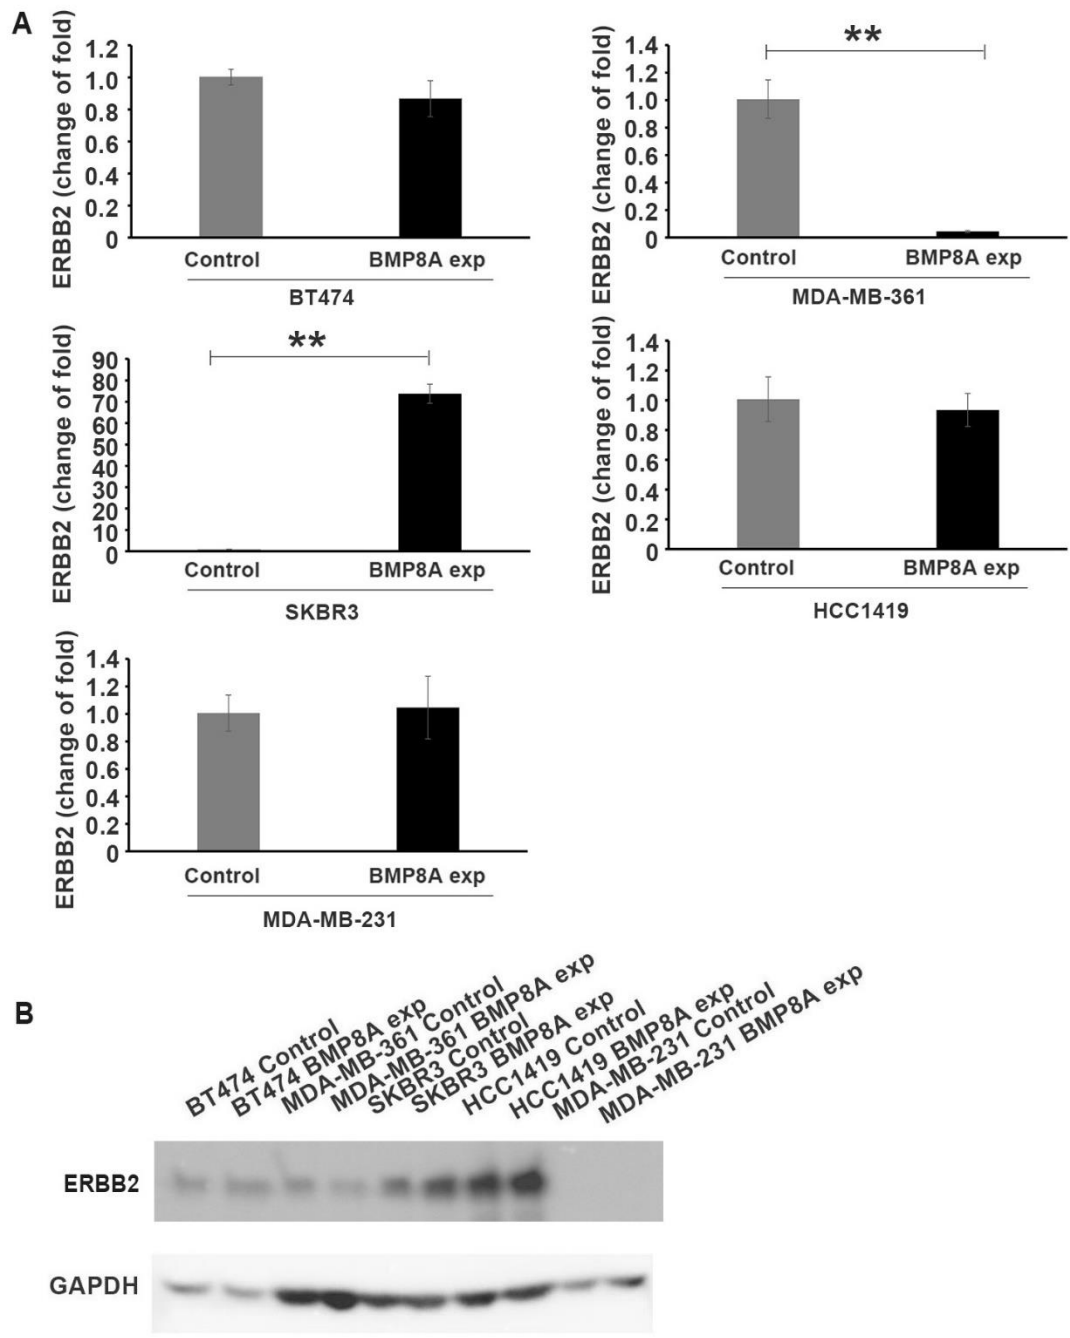 A
ERBB2 (change of fold)
1.2
1.0
0.8
0.6
0.4
0.2
0
Control BMP8A exp
BT474
ERBB2 (change of fold)
1.4
1.2
1.0
0.8
0.6
0.4
0.2
0
**
Control BMP8A exp
MDA-MB-361
ERBB2 (change of fold)
90
80
70
60
50
40
30
20
10
0
**
Control BMP8A exp
SKBR3
ERBB2 (change of fold)
1.4
1.2
1.0
0.8
0.6
0.4
0.2
0
Control BMP8A exp
HCC1419
ERBB2 (change of fold)
1.4
1.2
1.0
0.8
0.6
0.4
0.2
0
Control BMP8A exp
MDA-MB-231
B
BT474 Control
BT474 BMP8A exp
MDA-MB-361 Control
MDA-MB-361 BMP8A exp
SKBR3 Control
SKBR3 BMP8A exp
HCC1419 Control
HCC1419 BMP8A exp
MDA-MB-231 Control
MDA-MB-231 BMP8A exp
ERBB2
GAPDH